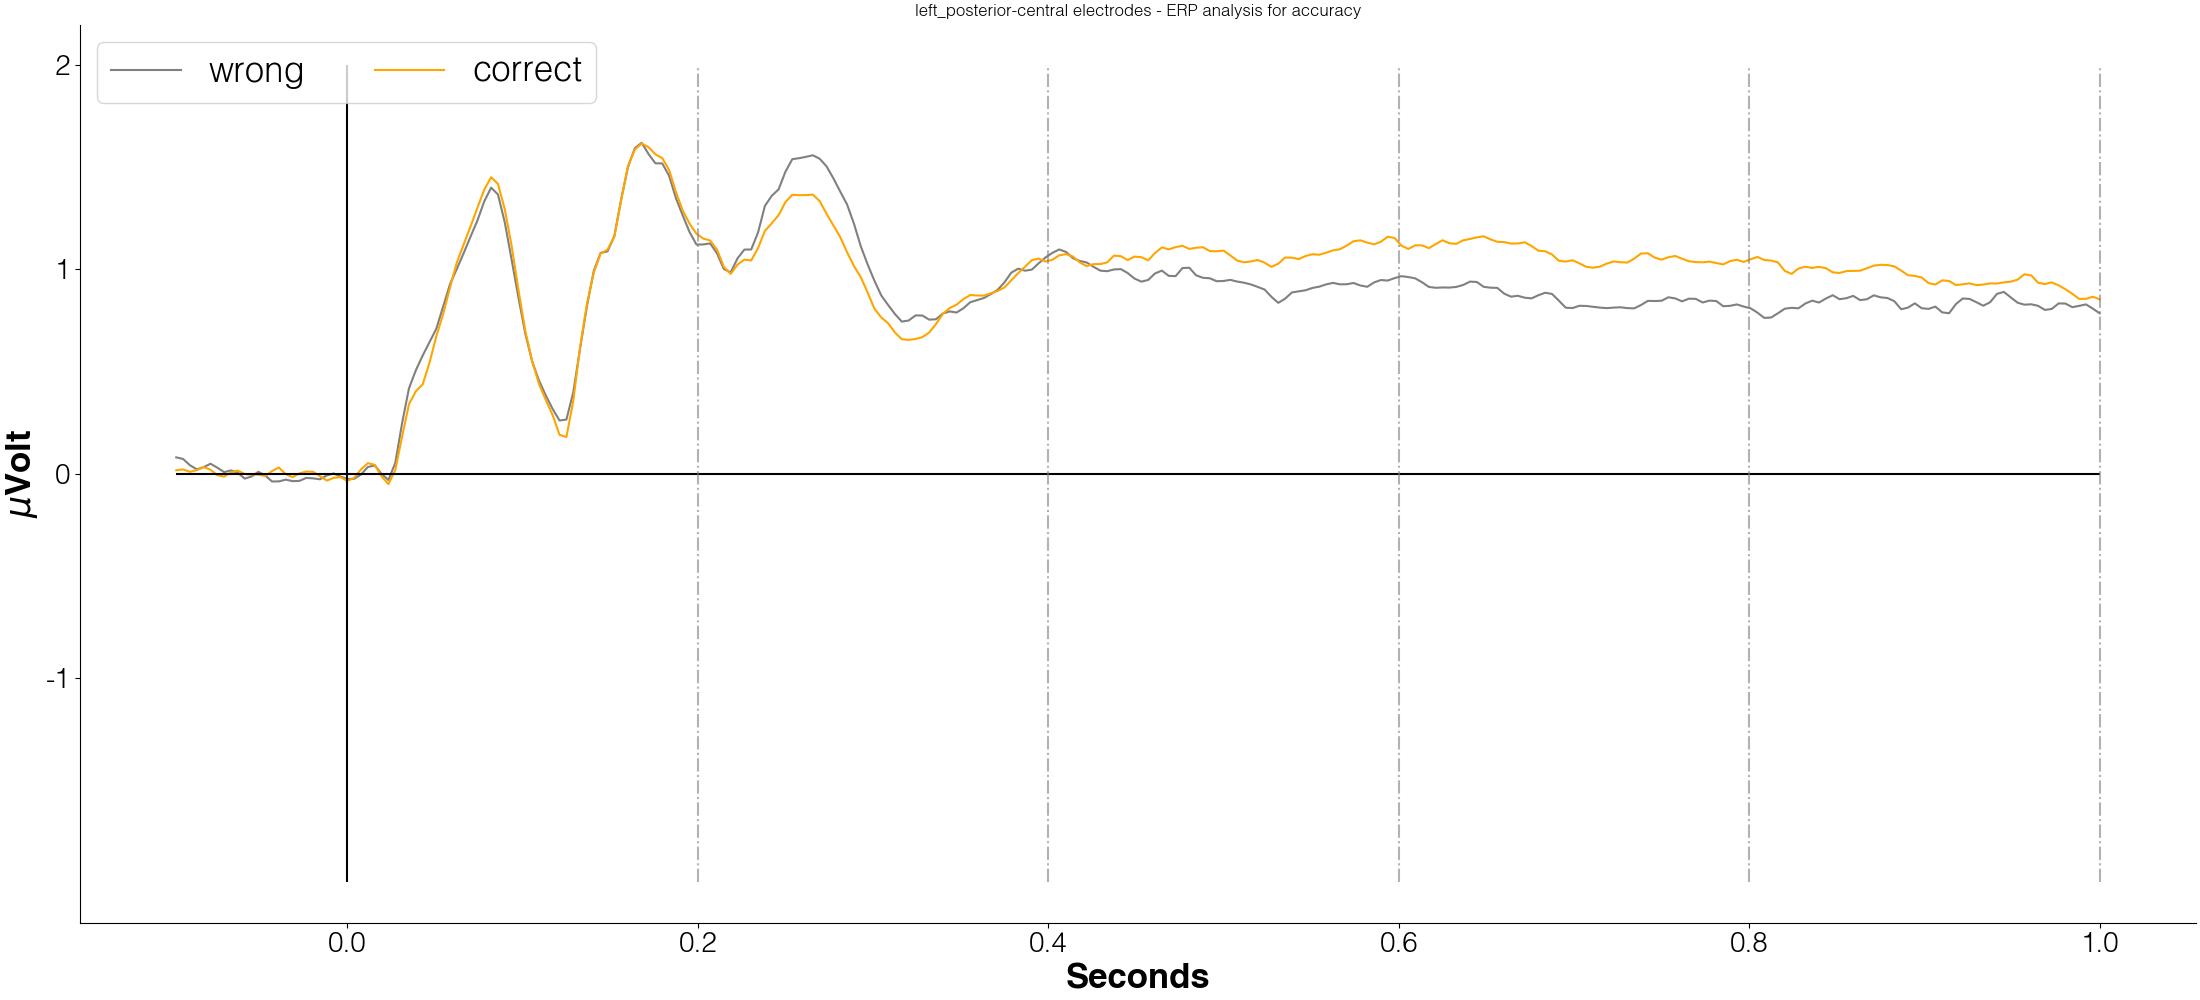 left_posterior-central electrodes - ERP analysis for accuracy
wrong correct
2
1
0
-1
μVolt
0.0 0.2 0.4 0.6 0.8 1.0
Seconds